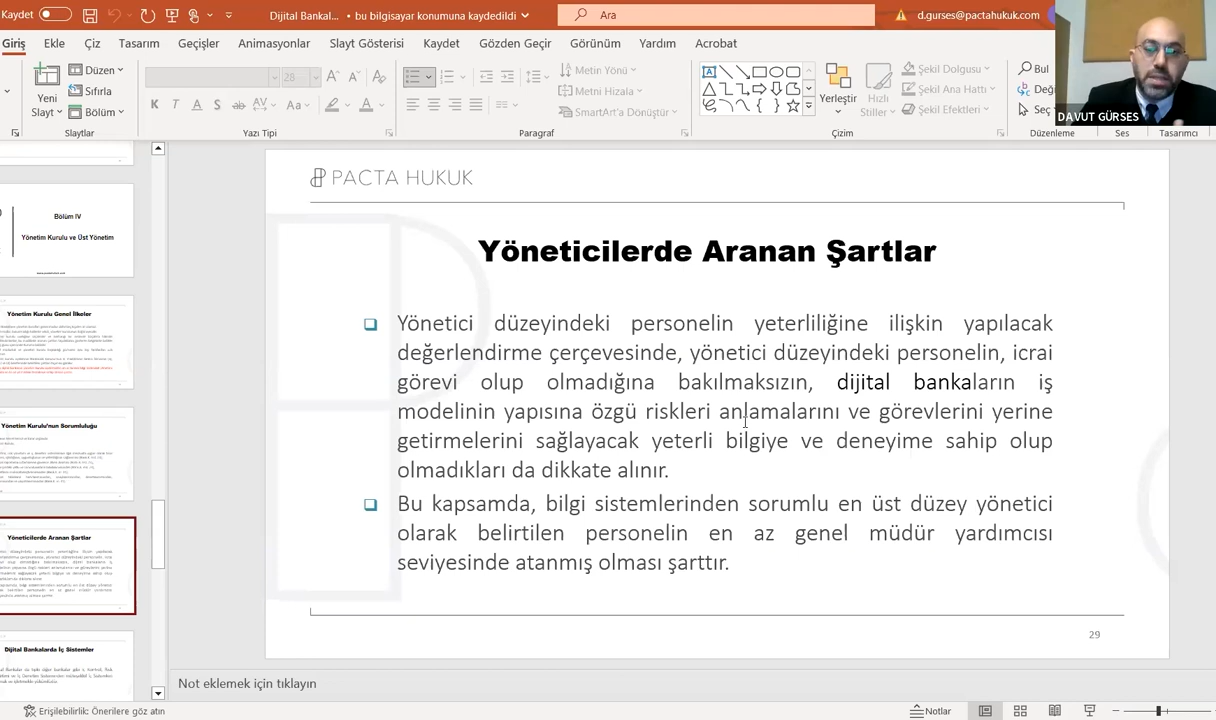 Kaydet
Dijital Bankal... • bu bilgisayar konumuna kaydedildi
Ara
d.gurses@pactahukuk.com
Giriş Ekle Çiz Tasarım Geçişler Animasyonlar Slayt Gösterisi Kaydet Gözden Geçir Görünüm Yardım Acrobat
Yeni
Slayt
Düzen
Sıfırla
Bölüm
Slaytlar
28
K T A S ab AV Aa A
Yazı Tipi
Metin Yönü
Metni Hizala
SmartArt'a Dönüştür
Paragraf
Yerleştir
Hızlı
Stiller
Şekil Dolgusu
Şekil Ana Hattı
Şekil Efektleri
Çizim
Bul
Seç
Düzenleme
Ses
Tasarımcı
DAVUT GÜRSES
Bölüm IV
Yönetim Kurulu ve Üst Yönetim
Yönetim Kurulu Genel İlkeler
Yönetim Kurulu'nun Sorumluluğu
Yöneticilerde Aranan Şartlar
Dijital Bankalarda İç Sistemler
PACTA HUKUK
Yöneticilerde Aranan Şartlar
Yönetici düzeyindeki personelin yeterliliğine ilişkin yapılacak
değerlendirme çerçevesinde, yönetici düzeyindeki personelin, icrai
görevi olup olmadığına bakılmaksızın, dijital bankaların iş
modelinin yapısına özgü riskleri anlamalarını ve görevlerini yerine
getirmelerini sağlayacak yeterli bilgiye ve deneyime sahip olup
olmadıkları da dikkate alınır.
Bu kapsamda, bilgi sistemlerinden sorumlu en üst düzey yönetici
olarak belirtilen personelin en az genel müdür yardımcısı
seviyesinde atanmış olması şarttır.
29
Not eklemek için tıklayın
Erişilebilirlik: Önerilere göz atın
Notlar